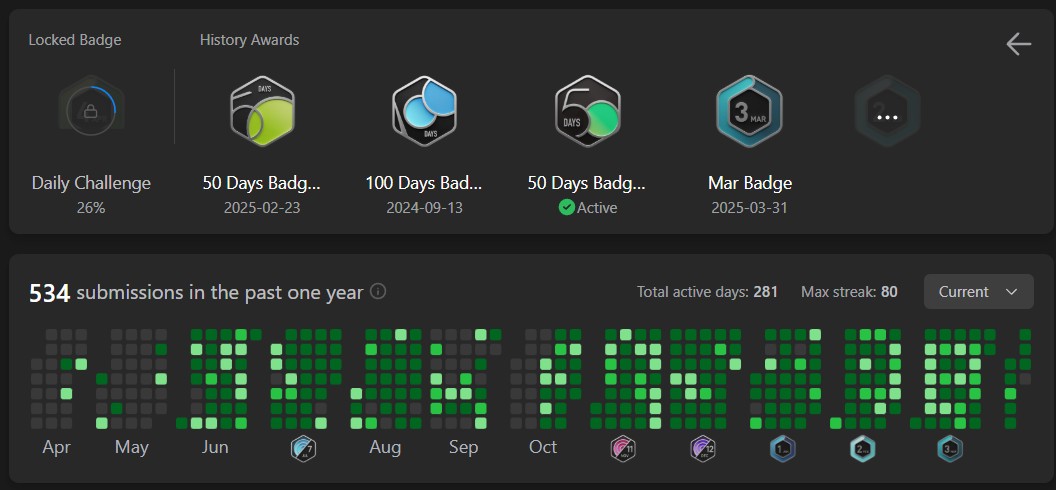 Locked Badge
History Awards
DAYS
DAYS
5
DAYS
3
MAR
...
Daily Challenge
26%
50 Days Badg...
2025-02-23
100 Days Bad...
2024-09-13
50 Days Badg...
Active
Mar Badge
2025-03-31
534 submissions in the past one year
Total active days: 281
Max streak: 80
Current
Apr
May
Jun
7
Aug
Sep
Oct
11
12
1
2
3